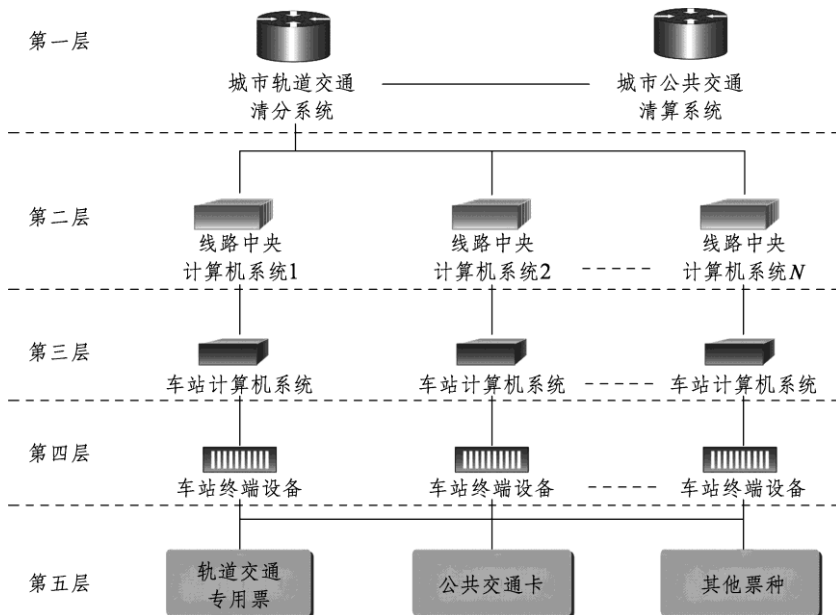 第一层
城市轨道交通
清分系统
城市公共交通
清算系统
第二层
线路中央
计算机系统1
线路中央
计算机系统2
线路中央
计算机系统N
第三层
车站计算机系统
车站计算机系统
车站计算机系统
第四层
车站终端设备
车站终端设备
车站终端设备
第五层
轨道交通
专用票
公共交通卡
其他票种